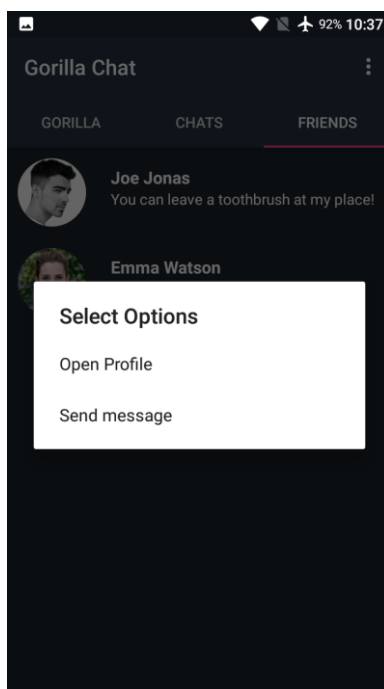 92% 10:37
Gorilla Chat
GORILLA CHATS FRIENDS
Joe Jonas
You can leave a toothbrush at my place!
Emma Watson
Select Options
Open Profile
Send message